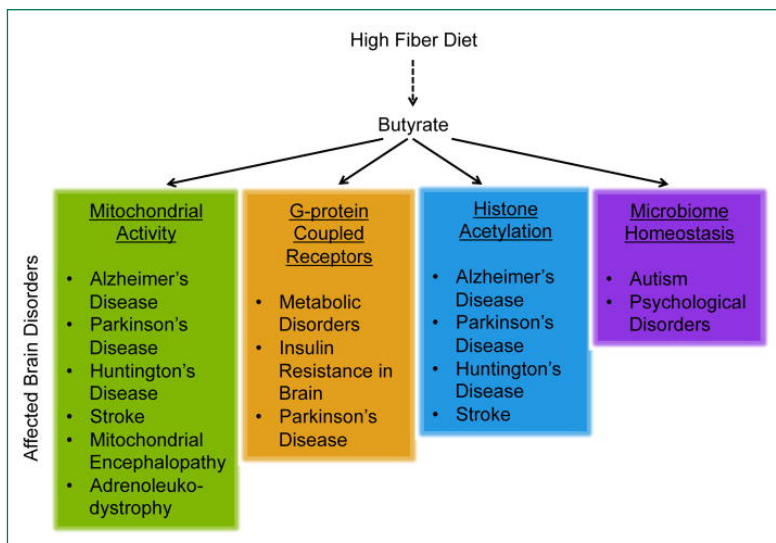 High Fiber Diet
Butyrate
Affected Brain Disorders
Mitochondrial
Activity
• Alzheimer's
Disease
• Parkinson's
Disease
• Huntington's
Disease
• Stroke
• Mitochondrial
Encephalopathy
• Adrenoleuko-
dystrophy
G-protein
Coupled
Receptors
• Metabolic
Disorders
• Insulin
Resistance in
Brain
• Parkinson's
Disease
Histone
Acetylation
• Alzheimer's
Disease
• Parkinson's
Disease
• Huntington's
Disease
• Stroke
Microbiome
Homeostasis
• Autism
• Psychological
Disorders